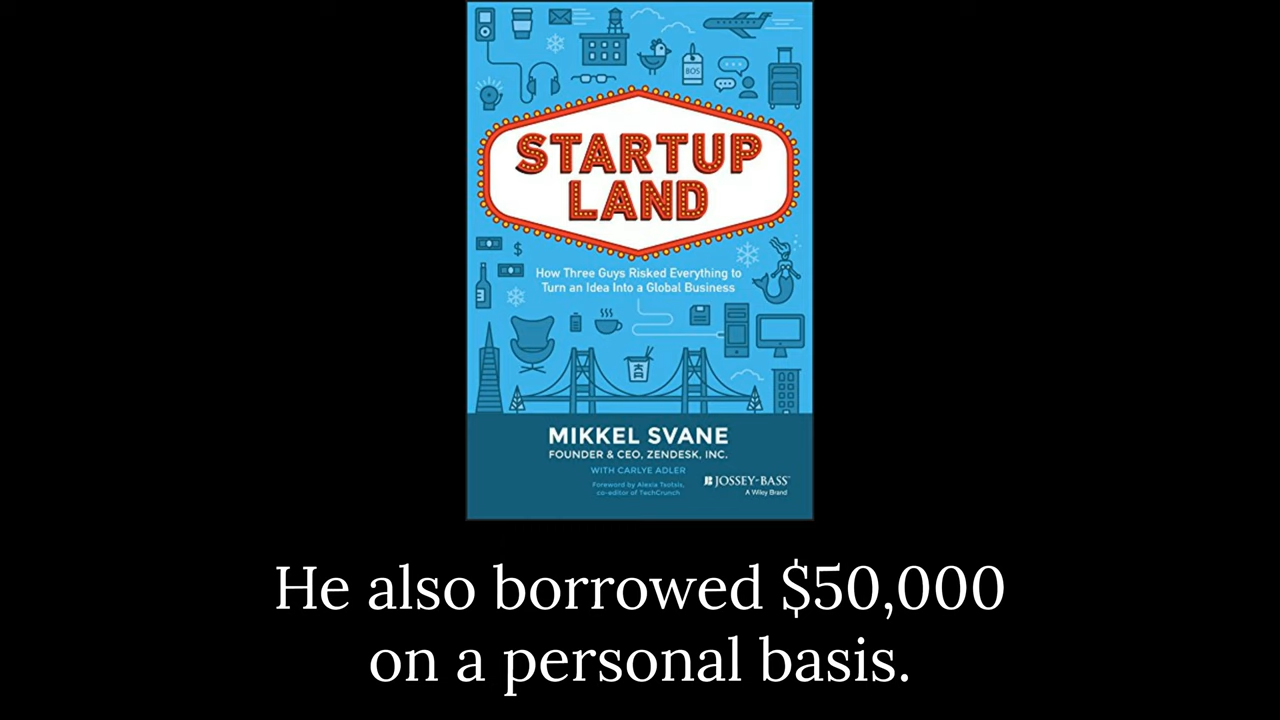 BOS
$
STARTUP
LAND
How Three Guys Risked Everything to
Turn an Idea Into a Global Business
MIKKEL SVANE
FOUNDER & CEO, ZENDESK, INC.
WITH CARLYE ADLER
Foreword by Alexia Tsotsis,
co-editor of TechCrunch
JOSSEY-BASS™
A Wiley Brand
He also borrowed $50,000
on a personal basis.